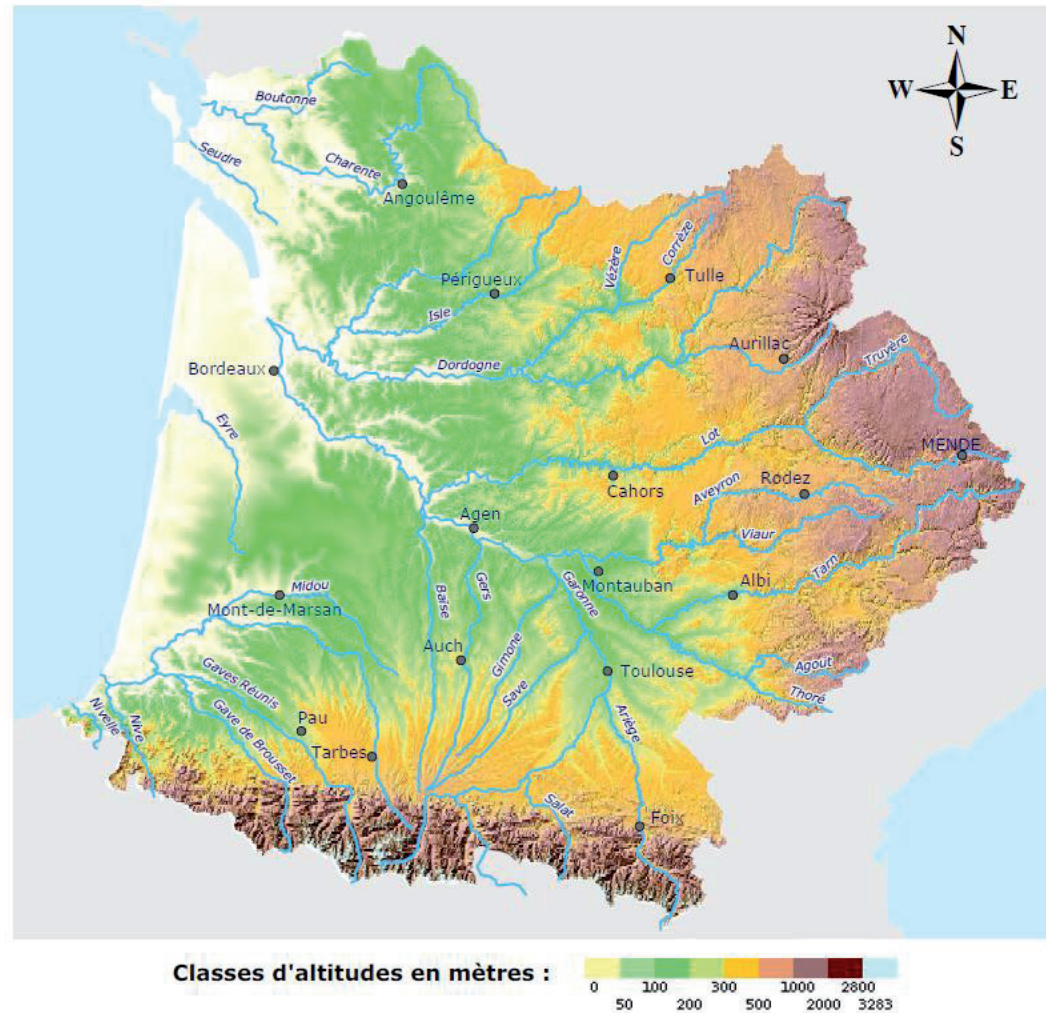 N
W E
S
Boutonne
Seudre
Charente
Angoulême
Vézère
Corrèze
Périgueux
Tulle
Isle
Aurillac
Truyère
Bordeaux
Dordogne
Eyre
Lot
MENDE
Cahors
Aveyron
Rodez
Agen
Viaur
Garonne
Montauban
Albi
Tarn
Midou
Mont-de-Marsan
Baïse
Gers
Gimone
Auch
Save
Toulouse
Agout
Thoré
Gaves Réunis
Nivelle
Nive
Gave de Brousset
Pau
Tarbes
Ariège
Salat
Foix
Classes d'altitudes en mètres :
0 100 300 1000 2800
50 200 500 2000 3283